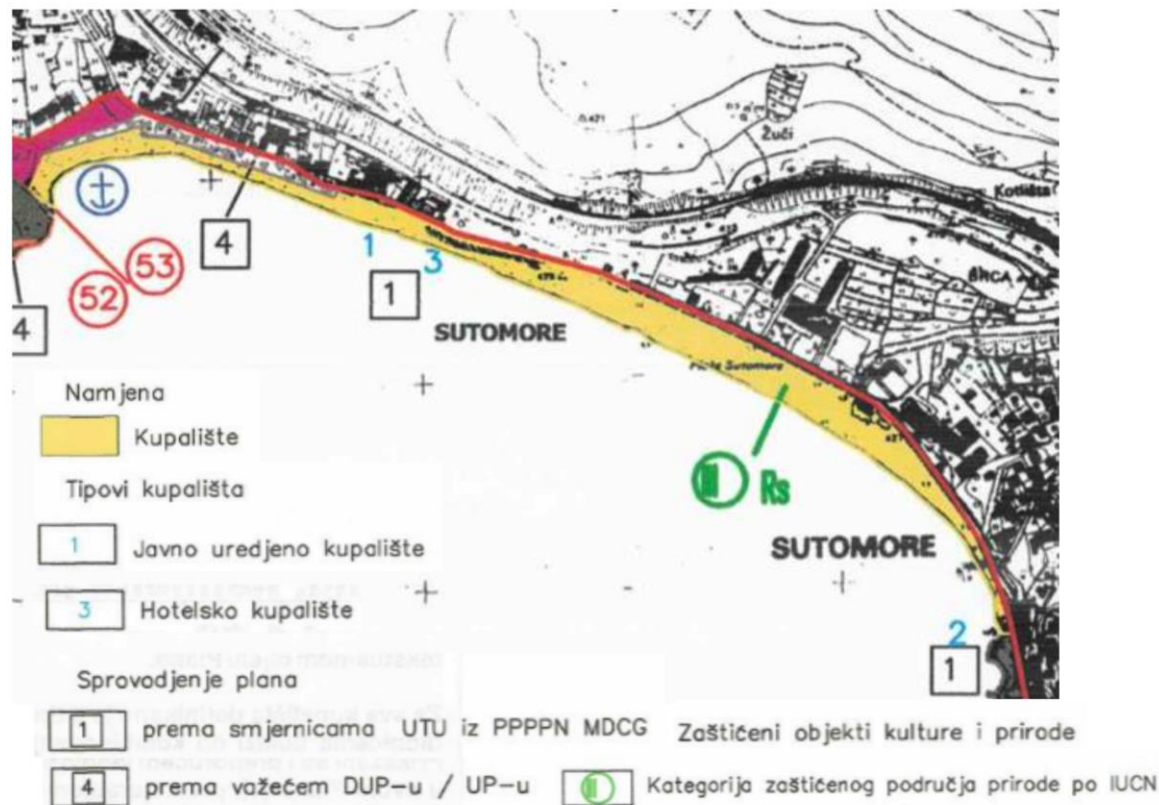 Žuči
4
1
3
53
52
1
4
SUTOMORE
Namjena
Kupalište
Tipovi kupališta
1 Javno uredjeno kupalište
3 Hotelsko kupalište
Rs
SUTOMORE
2
1
Sprovodjenje plana
1 prema smjernicama UTU iz PPPPN MDCG
Zaštićeni objekti kulture i prirode
4 prema važećem DUP-u / UP-u
Kategorija zaštićenog područja prirode po IUCN